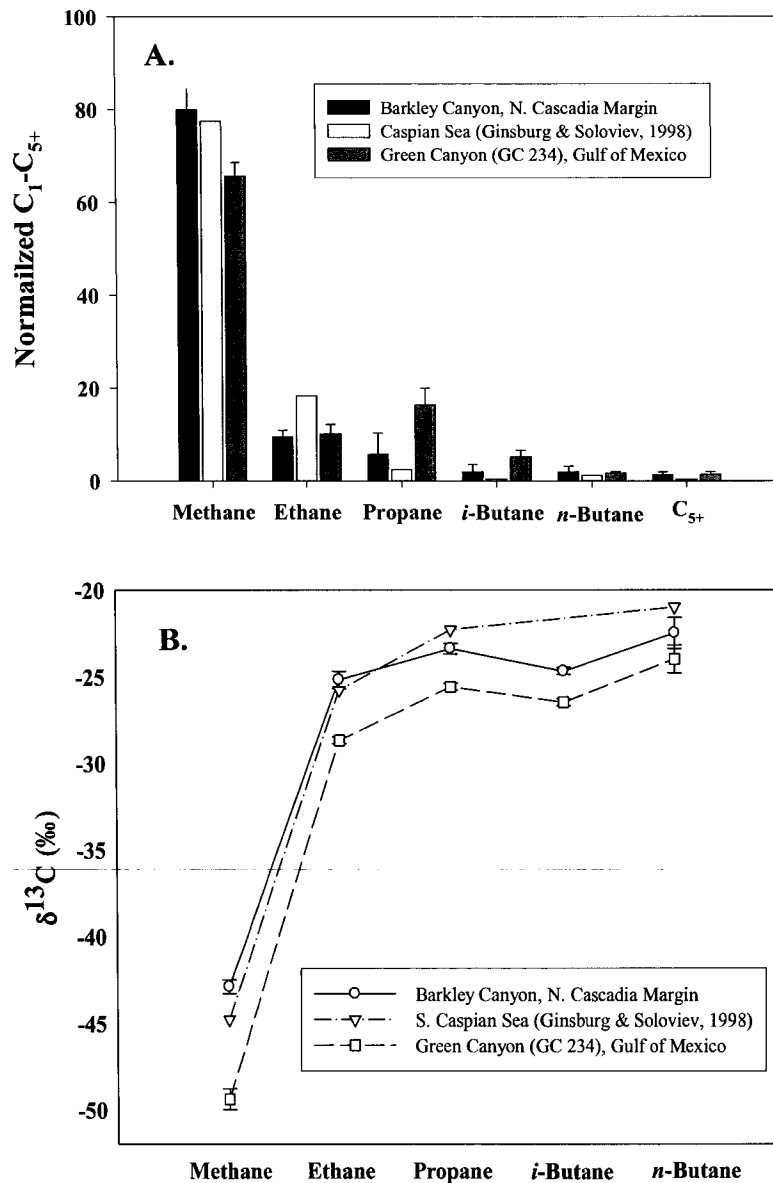 100
A.
Barkley Canyon, N. Cascadia Margin
Caspian Sea (Ginsburg & Soloviev, 1998)
Green Canyon (GC 234), Gulf of Mexico
80
60
40
20
0
Normailzed C₁-C₅₊
Methane Ethane Propane i-Butane n-Butane C₅₊
-20
B.
-25
-30
-35
-40
-45
-50
δ¹³C (‰)
Barkley Canyon, N. Cascadia Margin
S. Caspian Sea (Ginsburg & Soloviev, 1998)
Green Canyon (GC 234), Gulf of Mexico
Methane Ethane Propane i-Butane n-Butane